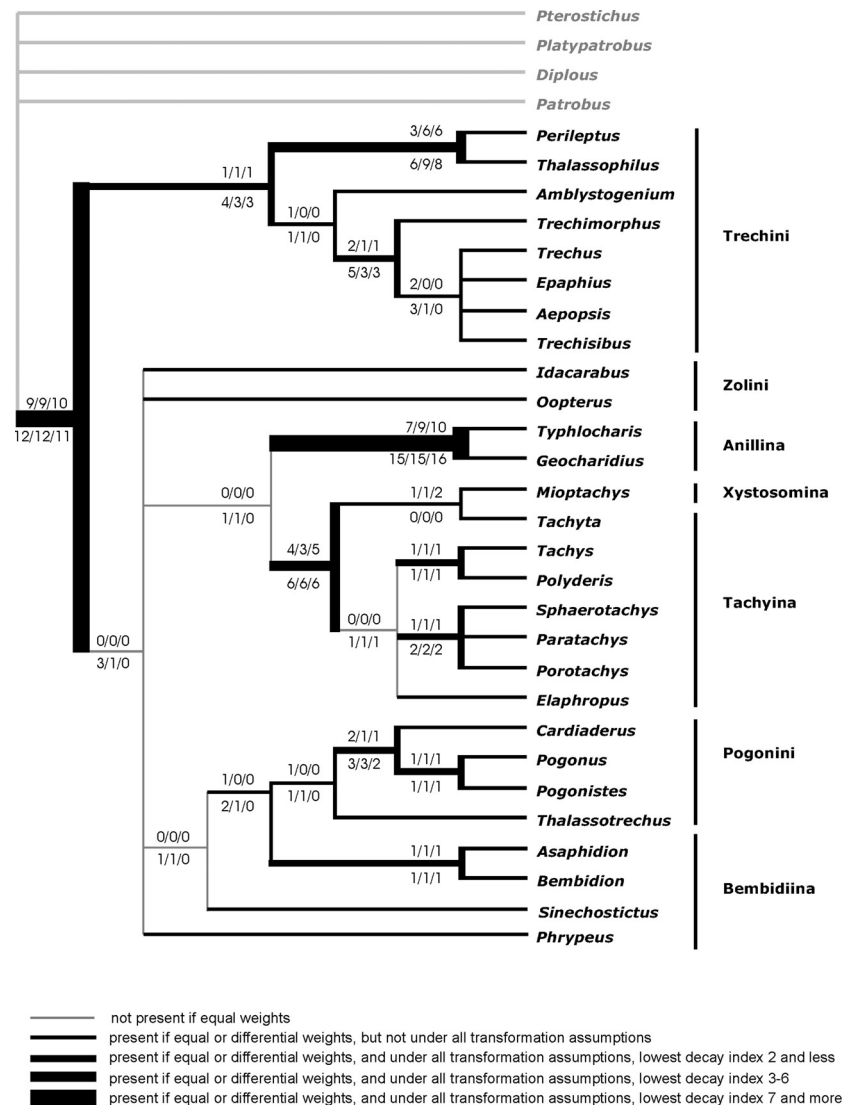 Pterostichus
Platypatrobus
Diplous
Patrobus
3/6/6
Perileptus
6/9/8
Thalassophilus
1/1/1
4/3/3
Amblystogenium
1/0/0
1/1/0
Trechimorphus
Trechini
2/1/1
5/3/3
Trechus
2/0/0
3/1/0
Epaphius
Aepopsis
Trechisibus
Idacarabus
Zolini
Oopterus
9/9/10
12/12/11
7/9/10
Typhlocharis
Anillina
15/15/16
Geocharidius
0/0/0
1/1/0
1/1/2
Mioptachys
Xystosomina
0/0/0
Tachyta
4/3/5
6/6/6
1/1/1
Tachys
1/1/1
Polyderis
Tachyina
0/0/0
1/1/1
Sphaerotachys
1/1/1
2/2/2
Paratachys
Porotachys
0/0/0
3/1/0
Elaphropus
Cardiaderus
2/1/1
3/3/2
Pogonini
1/1/1
Pogonus
1/1/1
Pogonistes
1/0/0
1/1/0
1/0/0
2/1/0
Thalassotrechus
0/0/0
1/1/0
1/1/1
Asaphidion
1/1/1
Bembidion
Bembidiina
Sinechostictus
Phrypeus
not present if equal weights
present if equal or differential weights, but not under all transformation assumptions
present if equal or differential weights, and under all transformation assumptions, lowest decay index 2 and less
present if equal or differential weights, and under all transformation assumptions, lowest decay index 3-6
present if equal or differential weights, and under all transformation assumptions, lowest decay index 7 and more